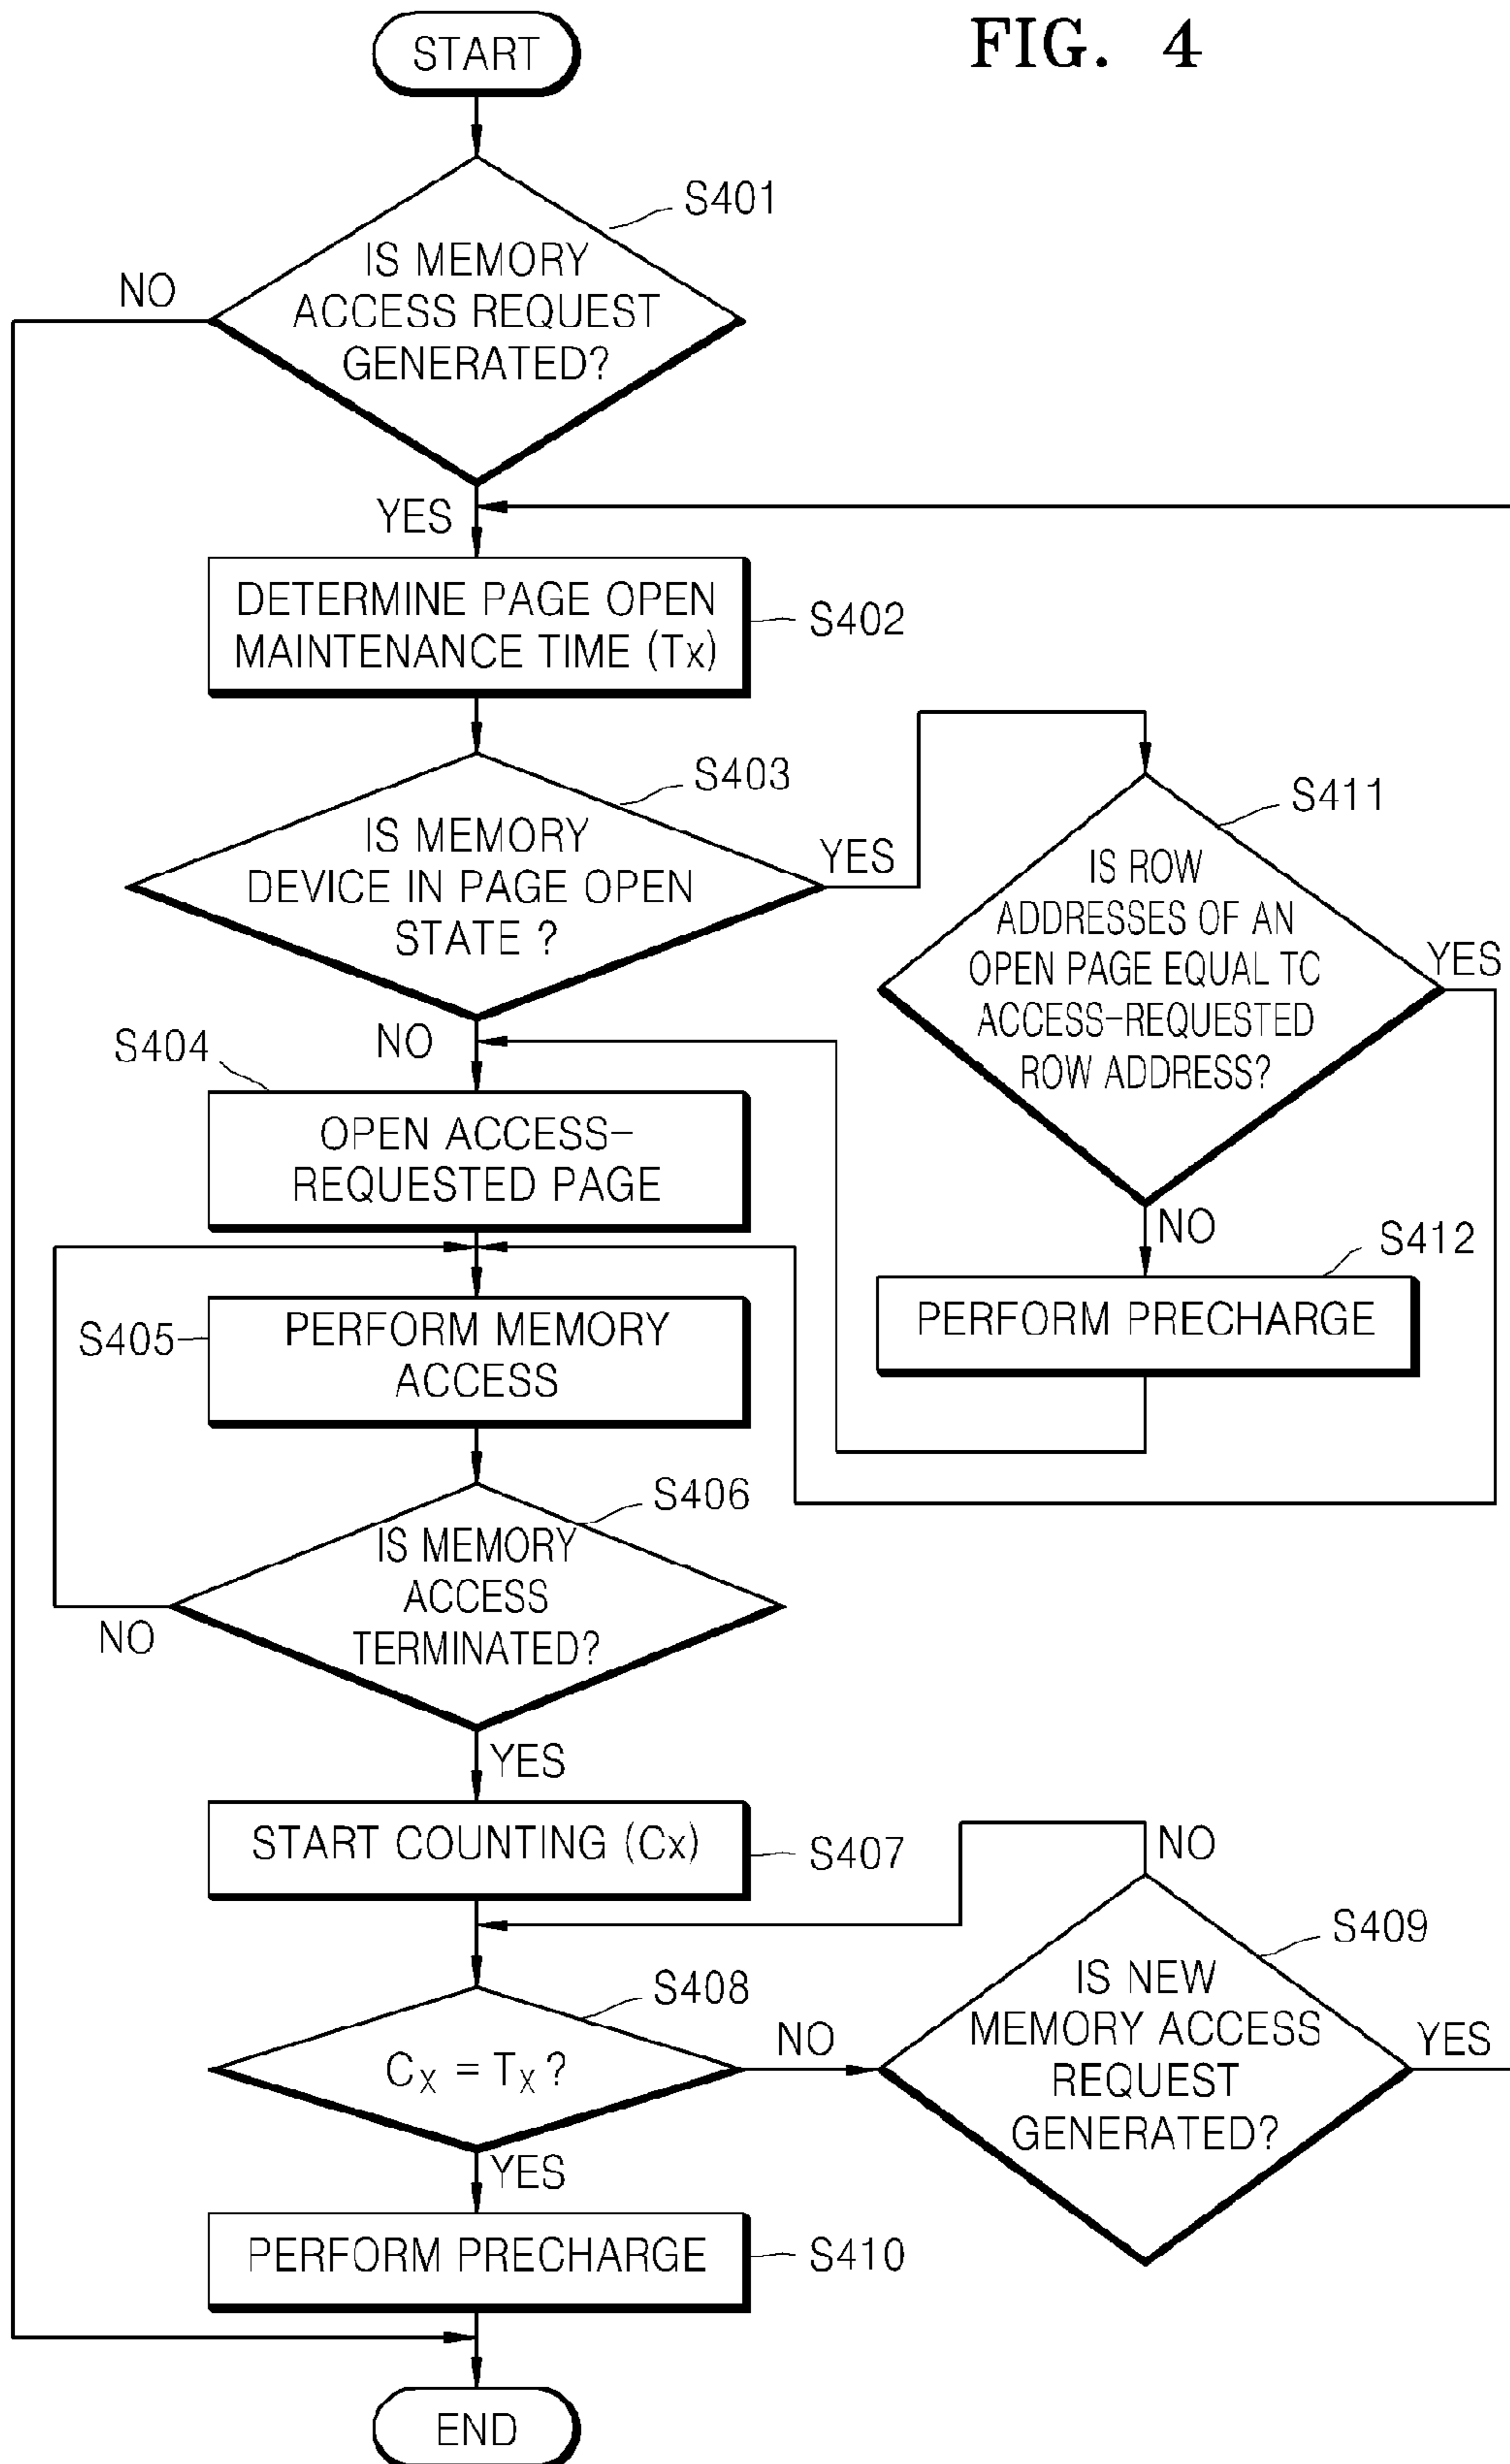 FIG. 4
START
S401
IS MEMORY
ACCESS REQUEST
GENERATED?
NO
YES
DETERMINE PAGE OPEN
MAINTENANCE TIME (Tx)
S402
S403
IS MEMORY
DEVICE IN PAGE OPEN
STATE ?
YES
NO
S411
IS ROW
ADDRESSES OF AN
OPEN PAGE EQUAL TO
ACCESS-REQUESTED
ROW ADDRESS?
YES
NO
S412
PERFORM PRECHARGE
S404
OPEN ACCESS-
REQUESTED PAGE
S405
PERFORM MEMORY
ACCESS
S406
IS MEMORY
ACCESS
TERMINATED?
NO
YES
START COUNTING (Cx)
S407
S408
Cx = Tx ?
NO
YES
S409
IS NEW
MEMORY ACCESS
REQUEST
GENERATED?
NO
YES
PERFORM PRECHARGE
S410
END